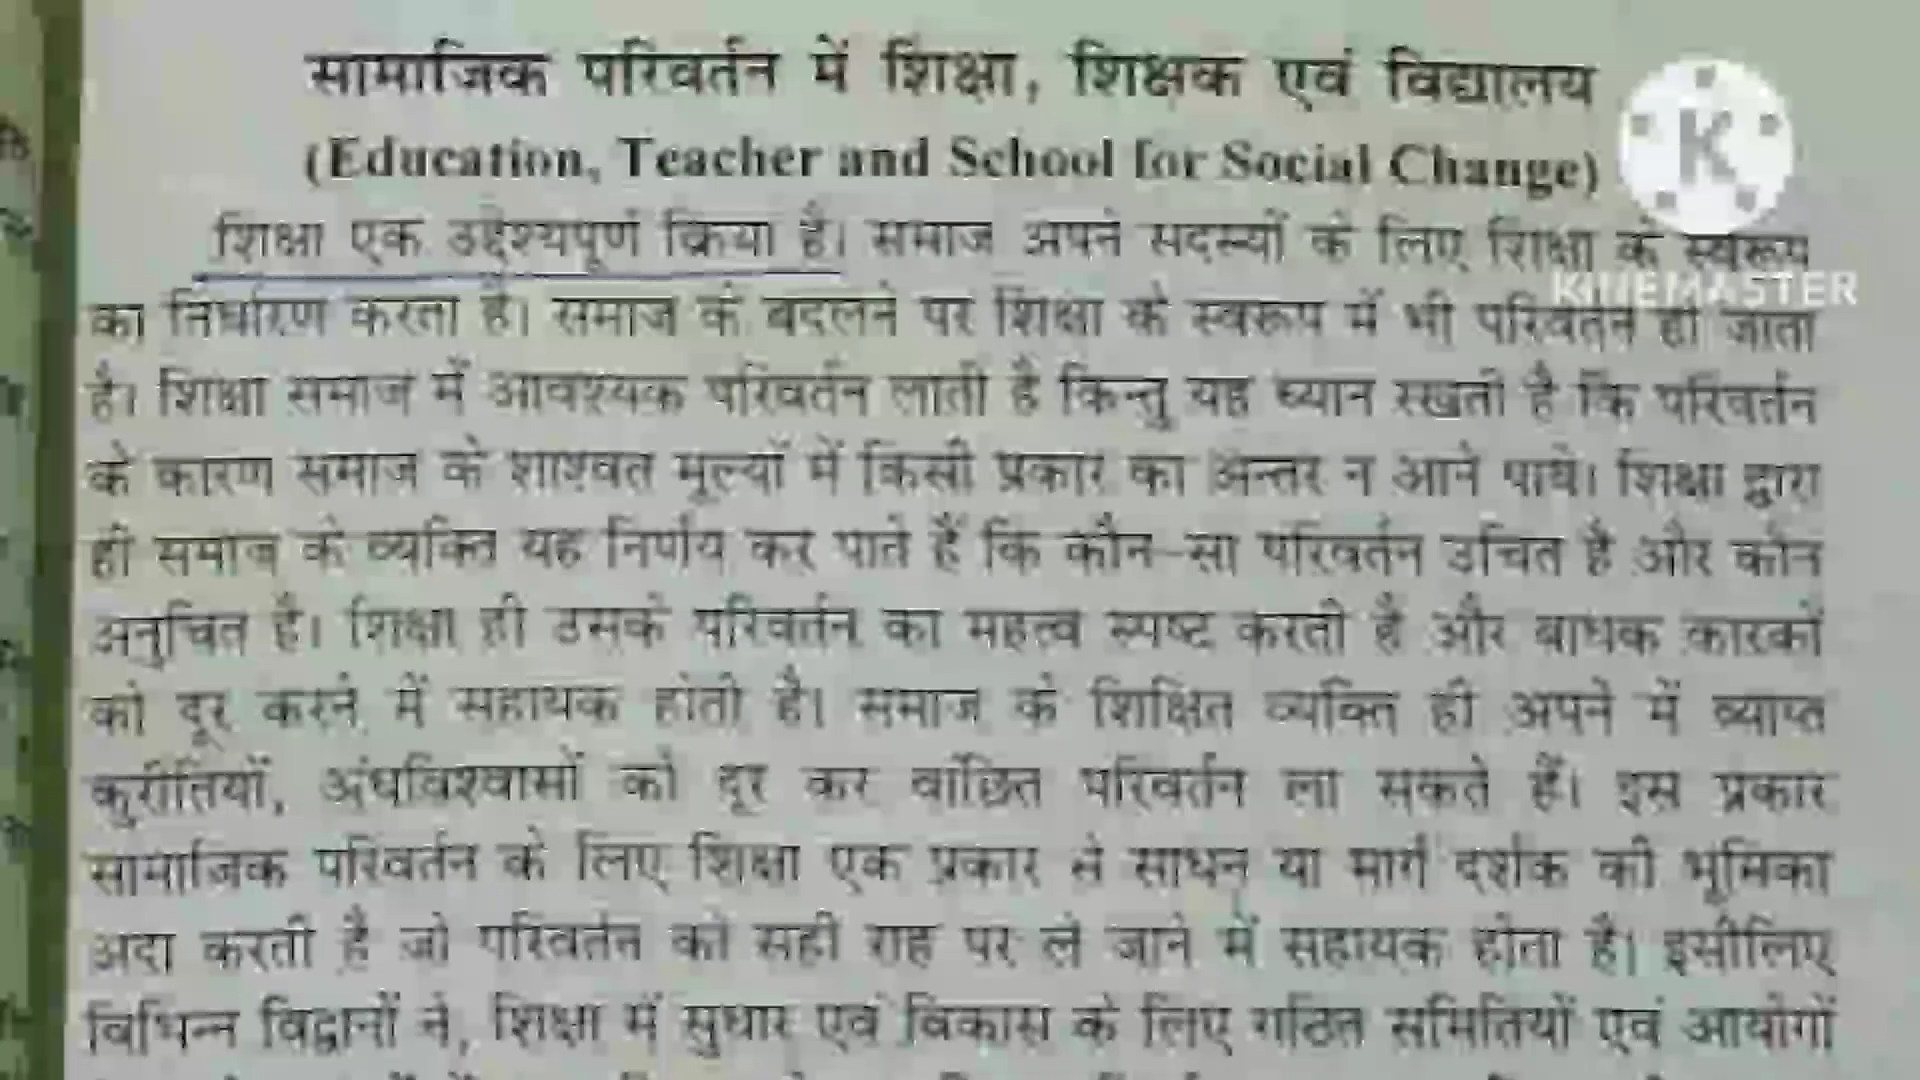 सामाजिक परिवर्तन में शिक्षा, शिक्षक एवं विद्यालय
(Education, Teacher and School for Social Change)
शिक्षा एक उद्देश्यपूर्ण क्रिया है। समाज अपने सदस्यों के लिए शिक्षा के स्वरूप
का निर्धारण करता है। समाज के बदलने पर शिक्षा के स्वरूप में भी परिवर्तन हो जाता
है। शिक्षा समाज में आवश्यक परिवर्तन लाती है किन्तु यह ध्यान रखती है कि परिवर्तन
के कारण समाज के शाश्वत मूल्यों में किसी प्रकार का अन्तर न आने पाये। शिक्षा द्वारा
ही समाज के व्यक्ति यह निर्णय कर पाते हैं कि कौन-सा परिवर्तन उचित है और कौन
अनुचित है। शिक्षा ही उसके परिवर्तन का महत्व स्पष्ट करती है और बाधक कारकों
को दूर करने में सहायक होती है। समाज के शिक्षित व्यक्ति ही अपने में व्याप्त
कुरीतियों, अंधविश्वासों को दूर कर वांछित परिवर्तन ला सकते हैं। इस प्रकार
सामाजिक परिवर्तन के लिए शिक्षा एक प्रकार से साधन या मार्ग दर्शक की भूमिका
अदा करती है जो परिवर्तन को सही राह पर ले जाने में सहायक होता है। इसीलिए
विभिन्न विद्वानों ने, शिक्षा में सुधार एवं विकास के लिए गठित समितियों एवं आयोगों
K
KINEMASTER